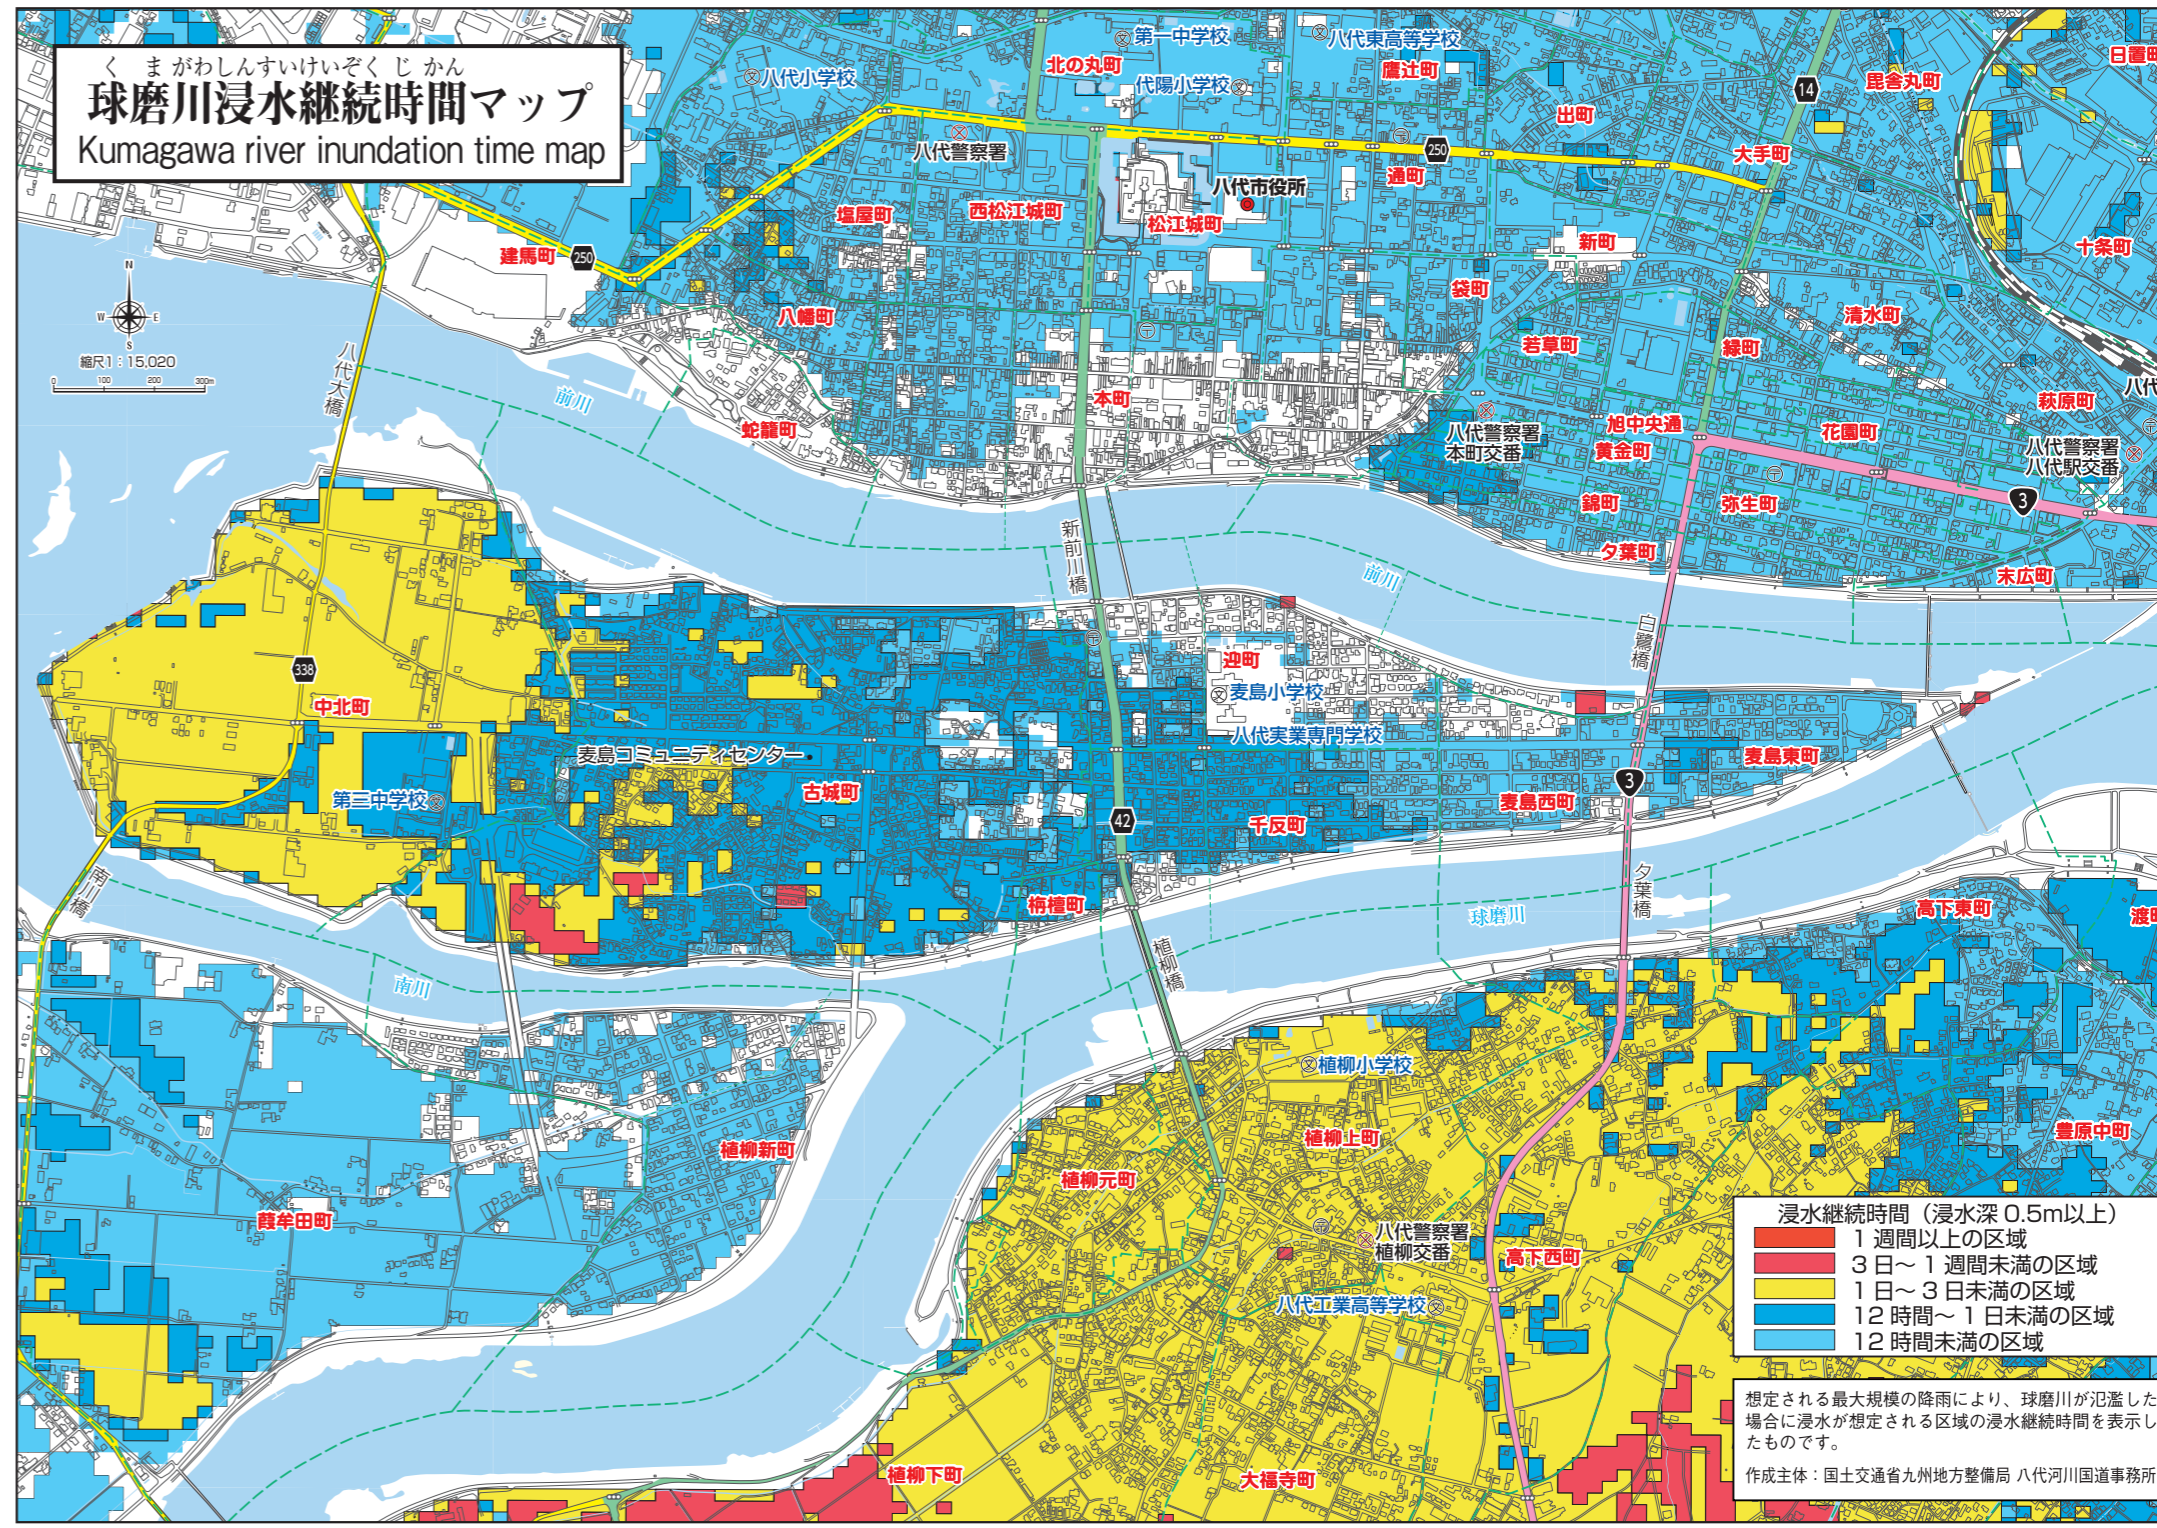 くまがわしんすいけいぞくじかん
球磨川浸水継続時間マップ
Kumagawa river inundation time map
N
W
E
S
縮尺1:15,020
0 100 200 300m
第一中学校
八代東高等学校
日置町
八代小学校
北の丸町
代陽小学校
鷹辻町
14
毘舎丸町
出町
八代警察署
250
大手町
通町
八代市役所
塩屋町
西松江城町
松江城町
新町
十条町
建馬町
250
袋町
八幡町
清水町
若草町
緑町
八代大橋
前川
本町
萩原町
八代
蛇籠町
旭中央通
花園町
八代警察署
本町交番
黄金町
八代警察署
八代駅交番
錦町
弥生町
3
新前川橋
夕葉町
前川
末広町
白鷺橋
338
迎町
中北町
麦島小学校
八代実業専門学校
麦島コミュニティセンター
麦島東町
第三中学校
古城町
3
麦島西町
42
千反町
南川橋
夕葉橋
栴檀町
球磨川
高下東町
渡町
植柳橋
南川
植柳小学校
植柳上町
豊原中町
植柳新町
植柳元町
葭牟田町
八代警察署
植柳交番
高下西町
八代工業高等学校
植柳下町
大福寺町
浸水継続時間(浸水深0.5m以上)
1週間以上の区域
3日～1週間未満の区域
1日～3日未満の区域
12時間～1日未満の区域
12時間未満の区域
想定される最大規模の降雨により、球磨川が氾濫した
場合に浸水が想定される区域の浸水継続時間を表示し
たものです。
作成主体:国土交通省九州地方整備局 八代河川国道事務所